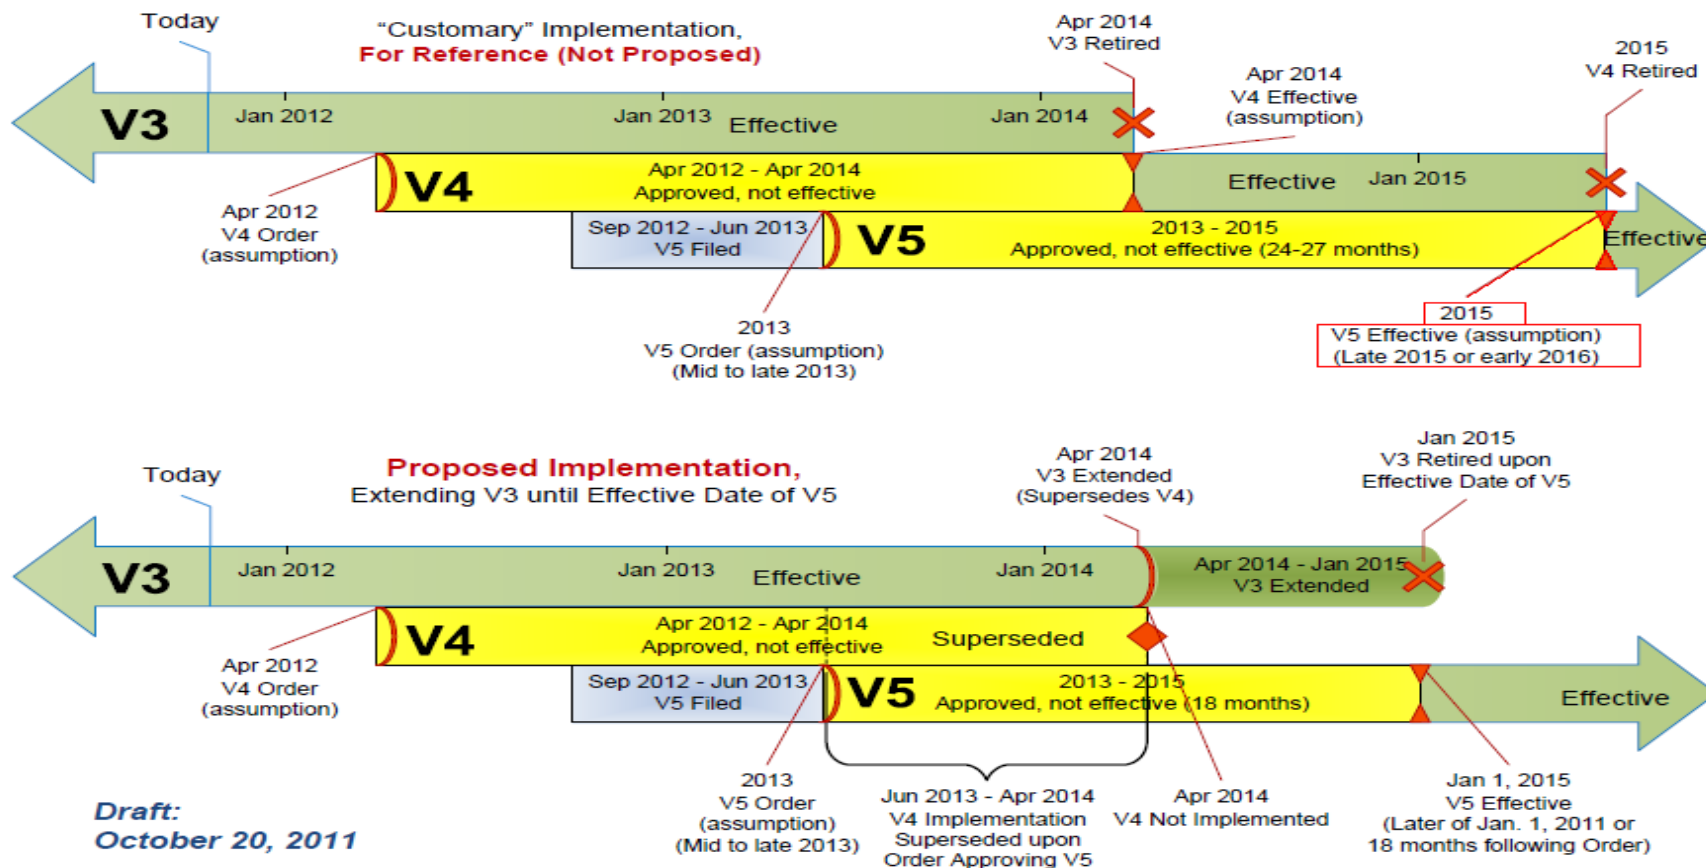 Today
"Customary" Implementation,
For Reference (Not Proposed)
Apr 2014
V3 Retired
2015
V4 Retired
Apr 2014
V4 Effective
(assumption)
V3
Jan 2012
Jan 2013
Effective
Jan 2014
V4
Apr 2012 - Apr 2014
Approved, not effective
Effective
Jan 2015
Apr 2012
V4 Order
(assumption)
Sep 2012 - Jun 2013
V5 Filed
V5
2013 - 2015
Approved, not effective (24-27 months)
Effective
2013
V5 Order (assumption)
(Mid to late 2013)
2015
V5 Effective (assumption)
(Late 2015 or early 2016)
Today
Proposed Implementation,
Extending V3 until Effective Date of V5
Apr 2014
V3 Extended
(Supersedes V4)
Jan 2015
V3 Retired upon
Effective Date of V5
V3
Jan 2012
Jan 2013
Effective
Jan 2014
Apr 2014 - Jan 2015
V3 Extended
V4
Apr 2012 - Apr 2014
Approved, not effective
Superseded
Apr 2012
V4 Order
(assumption)
Sep 2012 - Jun 2013
V5 Filed
V5
2013 - 2015
Approved, not effective (18 months)
Effective
2013
V5 Order
(assumption)
(Mid to late 2013)
Jun 2013 - Apr 2014
V4 Implementation
Superseded upon
Order Approving V5
Apr 2014
V4 Not Implemented
Jan 1, 2015
V5 Effective
(Later of Jan. 1, 2011 or
18 months following Order)
Draft:
October 20, 2011